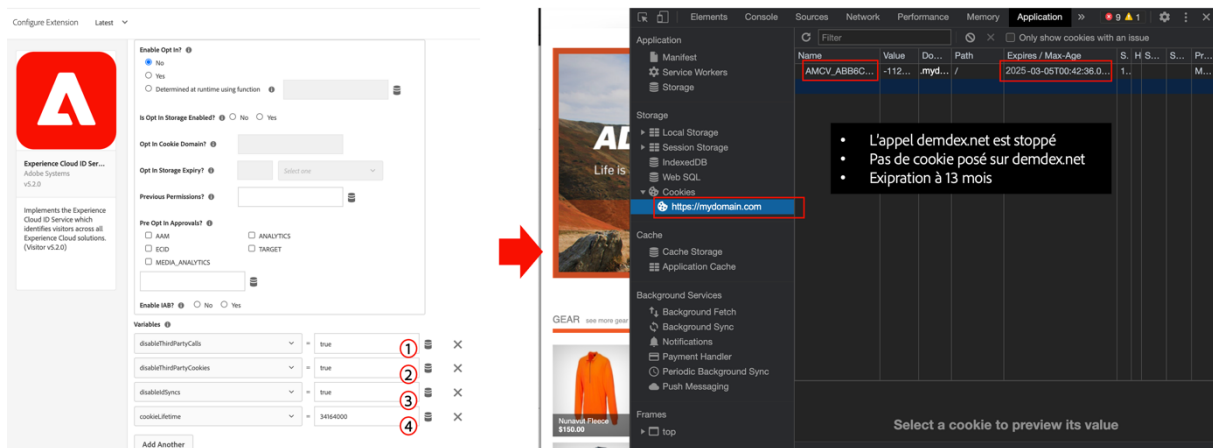 Configure Extension Latest
Experience Cloud ID Ser...
Adobe Systems
v5.2.0
Implements the Experience
Cloud ID Service which
identifies visitors across all
Experience Cloud solutions.
(Visitor v5.2.0)
Enable Opt In?
No
Yes
Determined at runtime using function
Is Opt In Storage Enabled? No Yes
Opt In Cookie Domain?
Opt In Storage Expiry? Select one
Previous Permissions?
Pre Opt In Approvals?
AAM ANALYTICS
ECID TARGET
MEDIA_ANALYTICS
Enable IAB? No Yes
Variables
disableThirdPartyCalls = true 1
disableThirdPartyCookies = true 2
disableIdSyncs = true 3
cookieLifetime = 34164000 4
Add Another
AD
Life is
GEAR see more gear
Nunavut Fleece
$150.00
Elements Console Sources Network Performance Memory Application » 9 1
Application
Manifest
Service Workers
Storage
Storage
Local Storage
Session Storage
IndexedDB
Web SQL
Cookies
https://mydomain.com
Cache
Cache Storage
Application Cache
Background Services
Background Fetch
Background Sync
Notifications
Payment Handler
Periodic Background Sync
Push Messaging
Frames
top
Filter Only show cookies with an issue
Name Value Do... Path Expires / Max-Age S. H S... S... Pr...
AMCV_ABB6C... -112... .myd... / 2025-03-05T00:42:36.0... 1.. M...
• L'appel demdex.net est stoppé
• Pas de cookie posé sur demdex.net
• Exipration à 13 mois
Select a cookie to preview its value